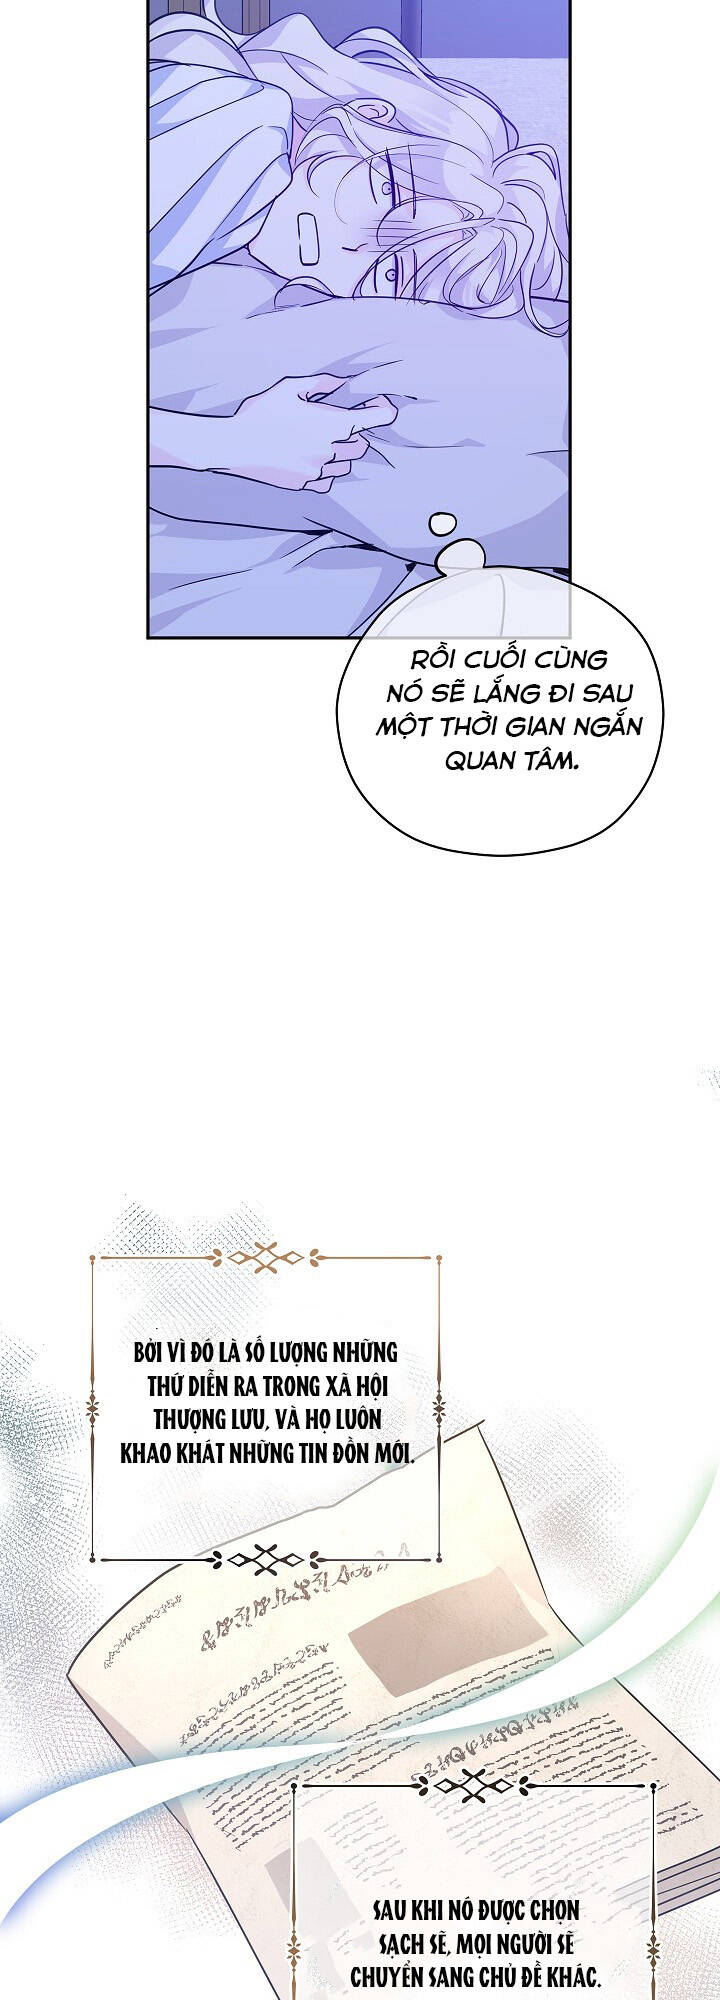 RỒI CUỐI CÙNG
NÓ SẼ LẮNG ĐI SAU
MỘT THỜI GIAN NGẮN
QUAN TÂM.
BỞI VÌ ĐÓ LÀ SỐ LƯỢNG NHỮNG
THỨ DIỄN RA TRONG XÃ HỘI
THƯỢNG LƯU, VÀ HỌ LUÔN
KHAO KHÁT NHỮNG TIN ĐỒN MỚI.
SAU KHI NÓ ĐƯỢC CHỌN
SẠCH SẼ, MỌI NGƯỜI SẼ
CHUYỂN SANG CHỦ ĐỀ KHÁC.